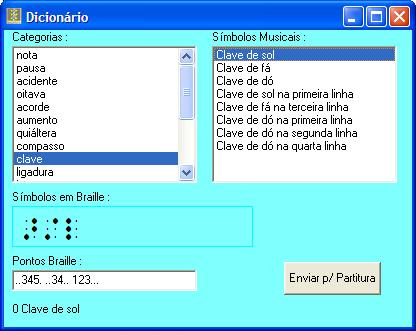 Dicionário
Categorias :
nota
pausa
acidente
oitava
acorde
aumento
quiáltera
compasso
clave
ligadura
Símbolos Musicais :
Clave de sol
Clave de fá
Clave de dó
Clave de sol na primeira linha
Clave de fá na terceira linha
Clave de dó na primeira linha
Clave de dó na segunda linha
Clave de dó na quarta linha
Símbolos em Braille :
Pontos Braille :
..345. ..34.. 123...
Enviar p/ Partitura
0 Clave de sol